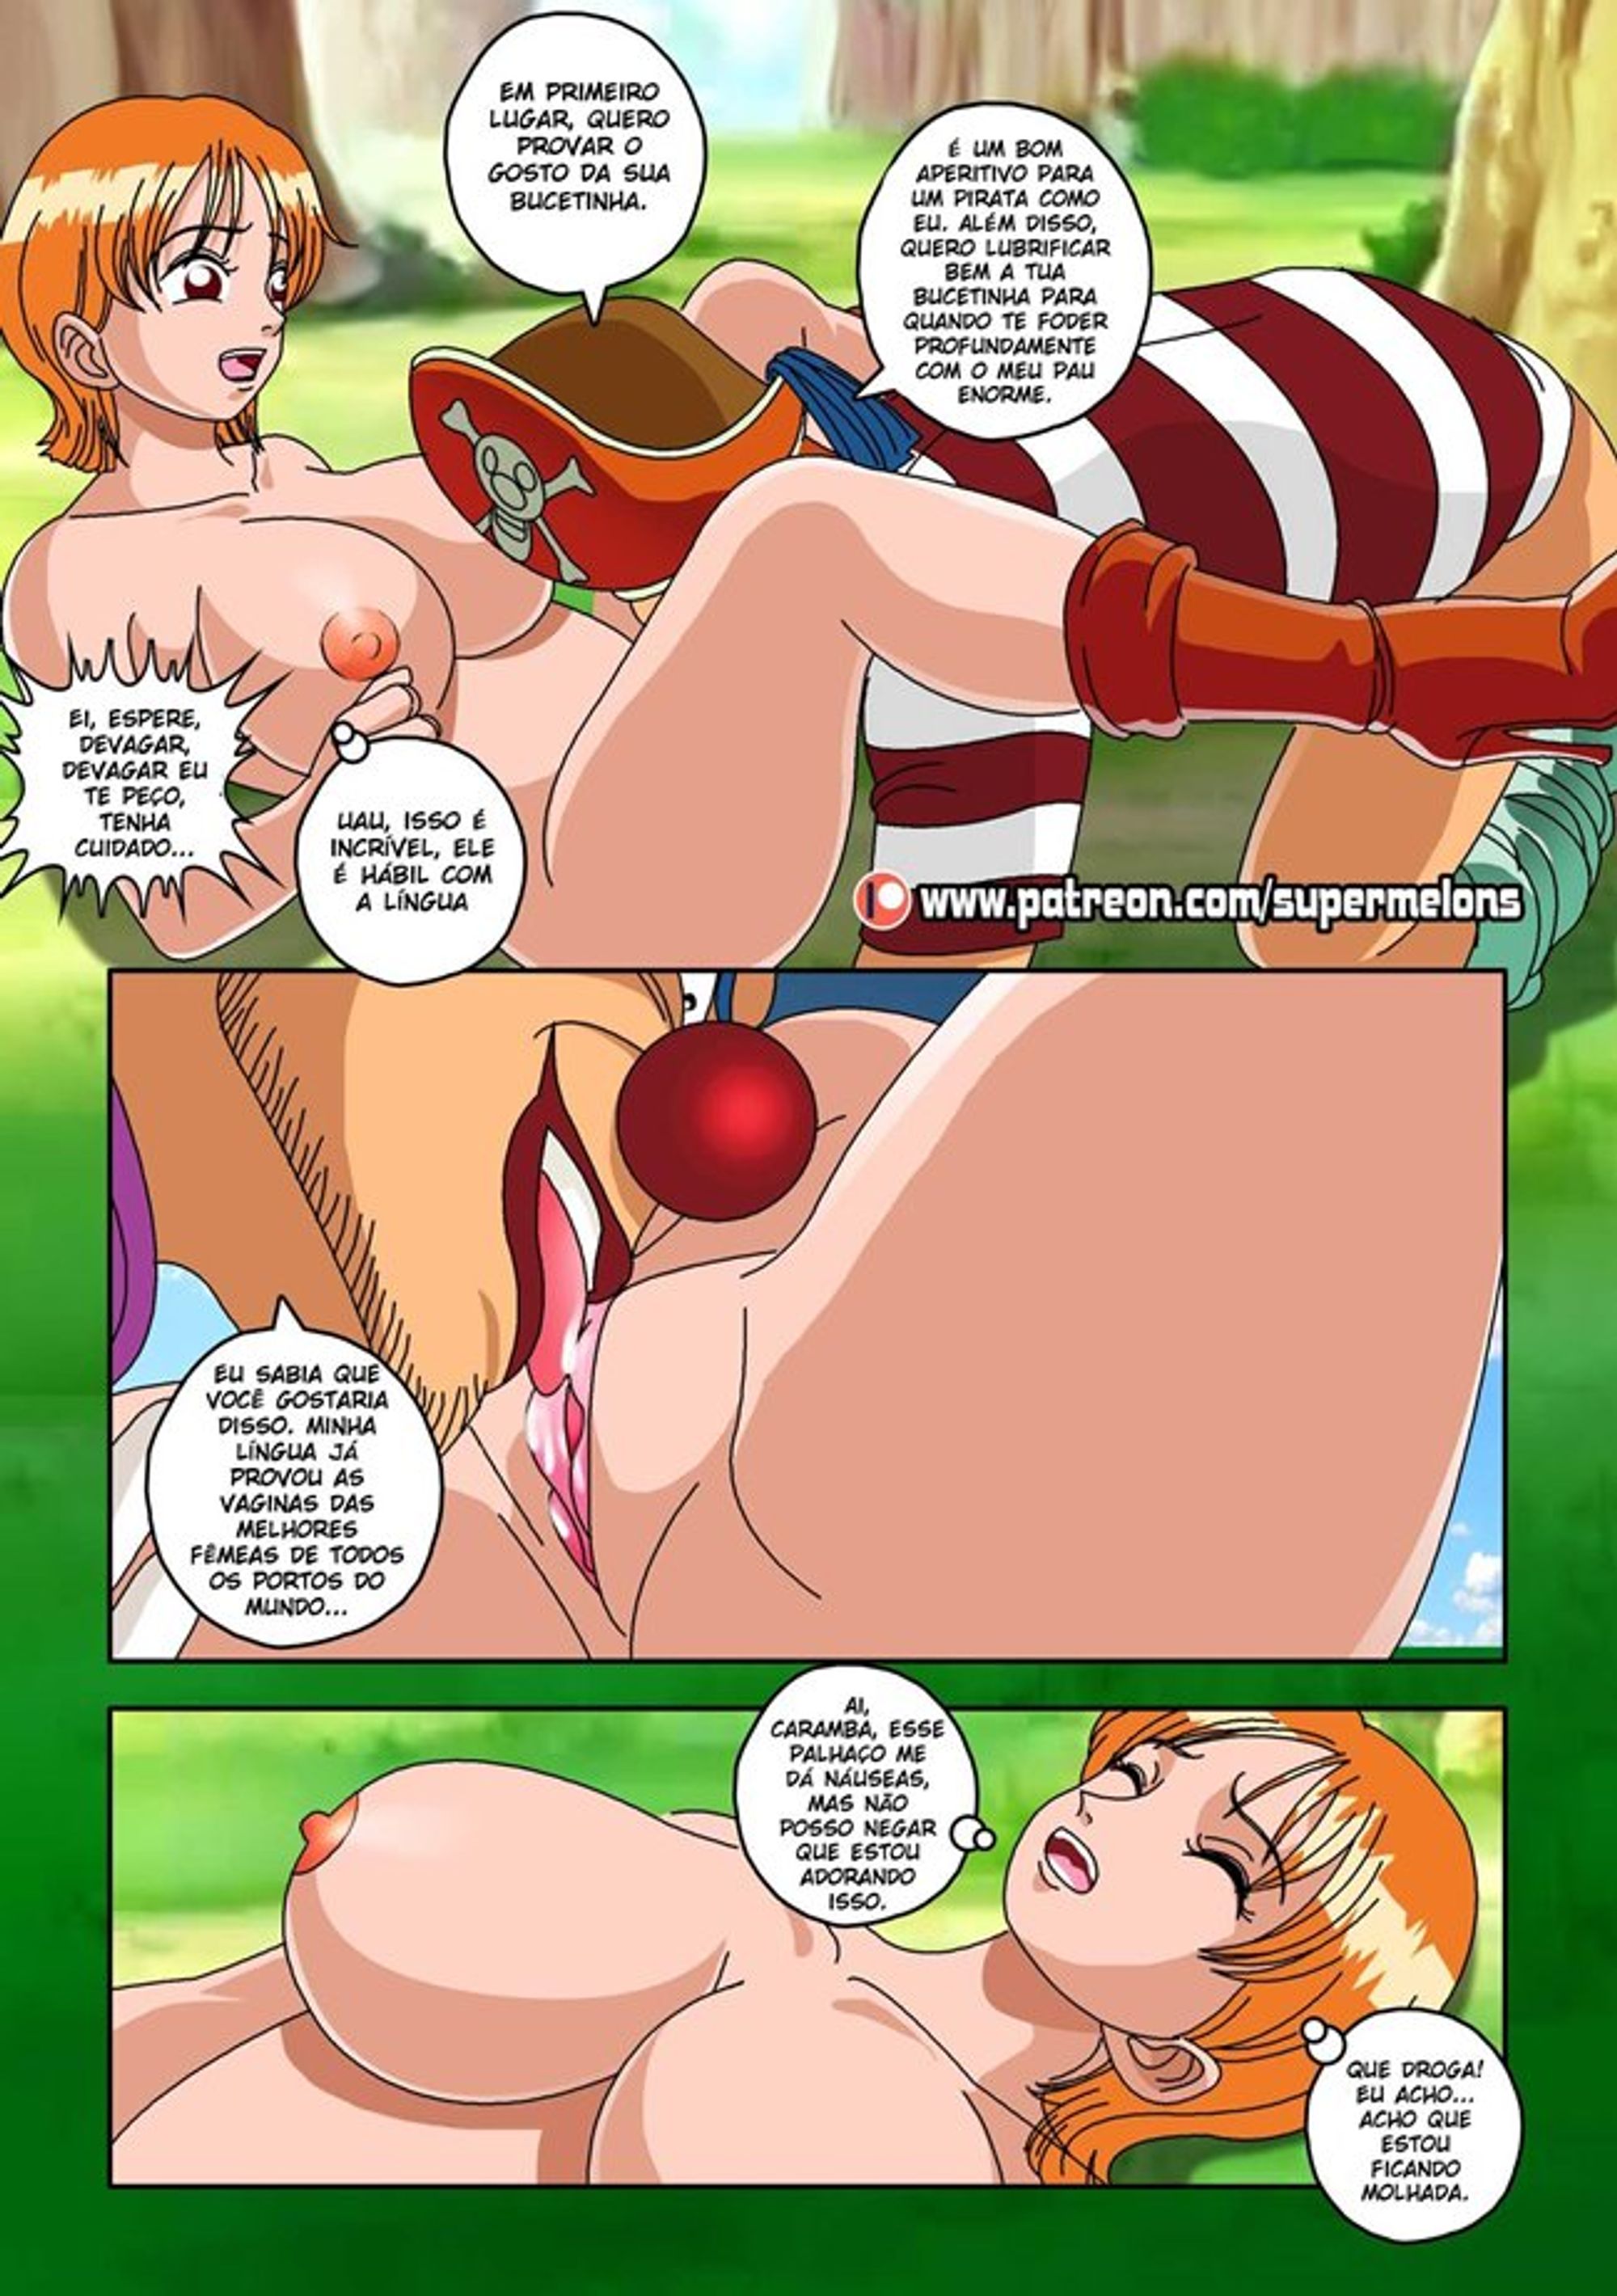 EM PRIMEIRO
LUGAR, QUERO
PROVAR O
GOSTO DA SUA
BUCETINHA.
É UM BOM
APERITIVO PARA
UM PIRATA COMO
EU. ALÉM DISSO,
QUERO LUBRIFICAR
BEM A TUA
BUCETINHA PARA
QUANDO TE FODER
PROFUNDAMENTE
COM O MEU PAU
ENORME.
EI, ESPERE,
DEVAGAR,
DEVAGAR EU
TE PEÇO,
TENHA
CUIDADO...
UAU, ISSO É
INCRÍVEL, ELE
É HÁBIL COM
A LÍNGUA
www.patreon.com/supermelons
EU SABIA QUE
VOCÊ GOSTARIA
DISSO. MINHA
LÍNGUA JÁ
PROVOU AS
VAGINAS DAS
MELHORES
FÊMEAS DE TODOS
OS PORTOS DO
MUNDO...
AI,
CARAMBA, ESSE
PALHAÇO ME
DÁ NÁUSEAS,
MAS NÃO
POSSO NEGAR
QUE ESTOU
ADORANDO
ISSO.
QUE DROGA!
EU ACHO...
ACHO QUE
ESTOU
FICANDO
MOLHADA.